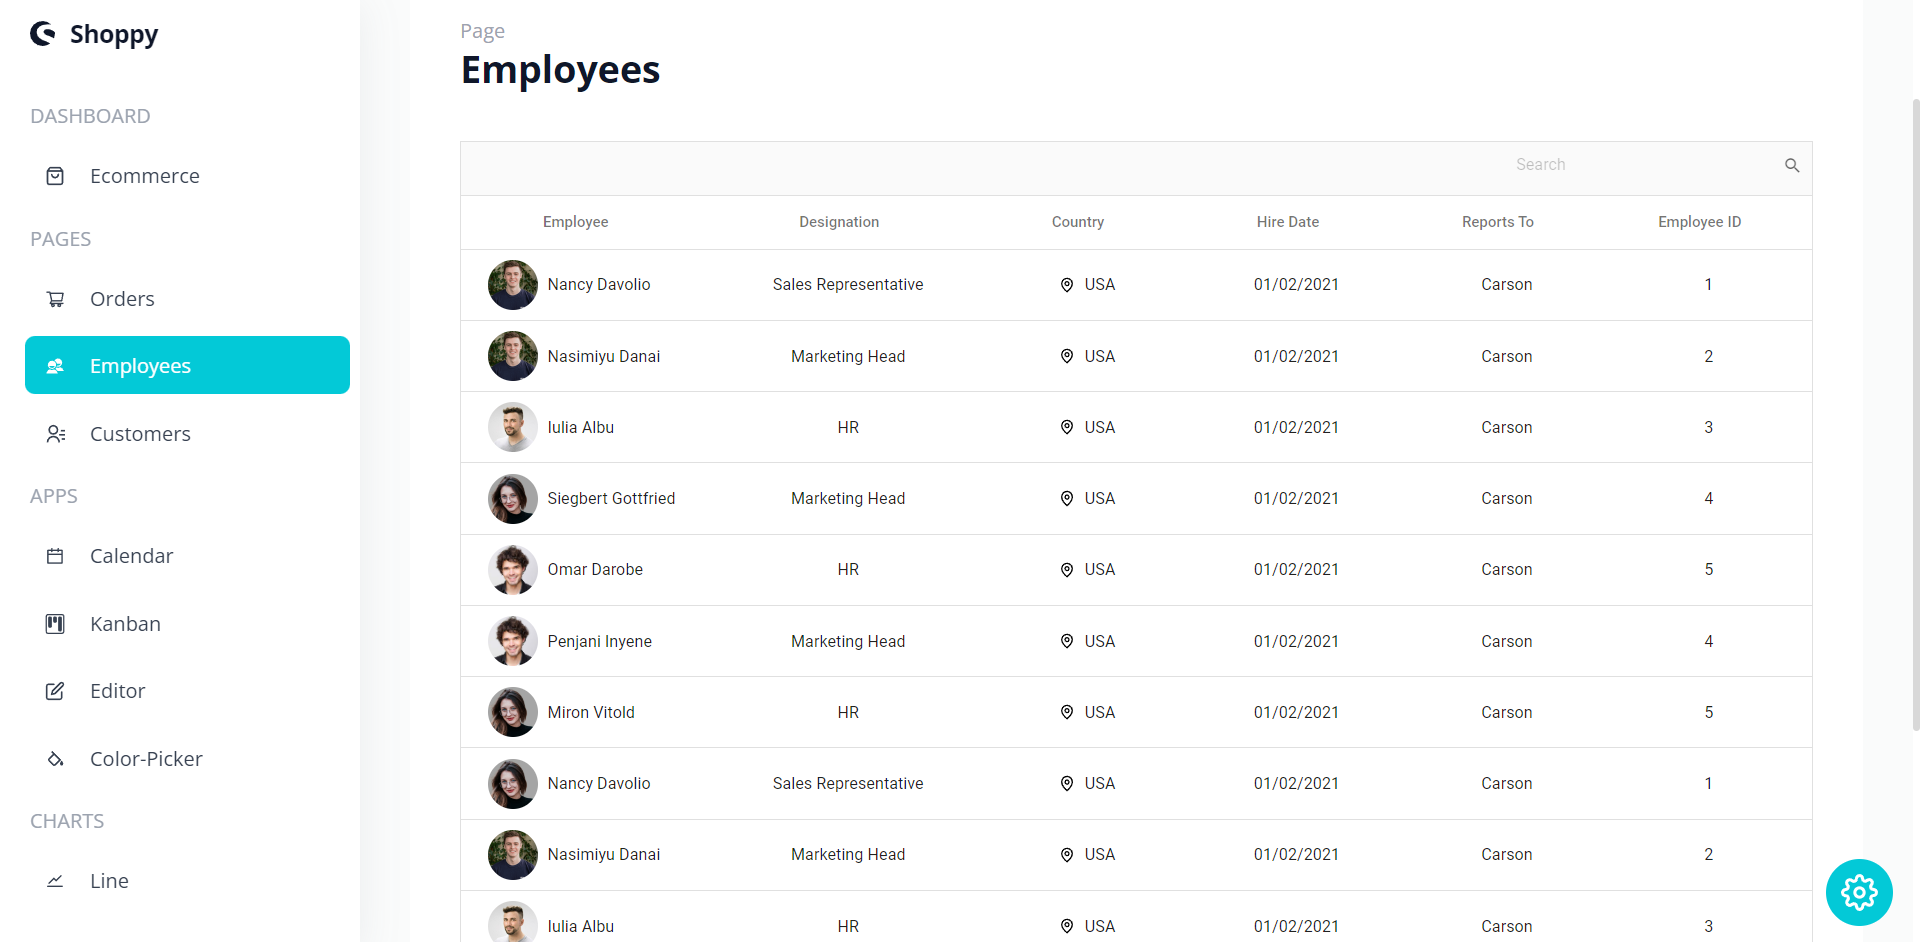 Shoppy
DASHBOARD
Ecommerce
PAGES
Orders
Employees
Customers
APPS
Calendar
Kanban
Editor
Color-Picker
CHARTS
Line
Page
Employees
Search
Employee Designation Country Hire Date Reports To Employee ID
Nancy Davolio Sales Representative USA 01/02/2021 Carson 1
Nasimiyu Danai Marketing Head USA 01/02/2021 Carson 2
Iulia Albu HR USA 01/02/2021 Carson 3
Siegbert Gottfried Marketing Head USA 01/02/2021 Carson 4
Omar Darobe HR USA 01/02/2021 Carson 5
Penjani Inyene Marketing Head USA 01/02/2021 Carson 4
Miron Vitold HR USA 01/02/2021 Carson 5
Nancy Davolio Sales Representative USA 01/02/2021 Carson 1
Nasimiyu Danai Marketing Head USA 01/02/2021 Carson 2
Iulia Albu HR USA 01/02/2021 Carson 3